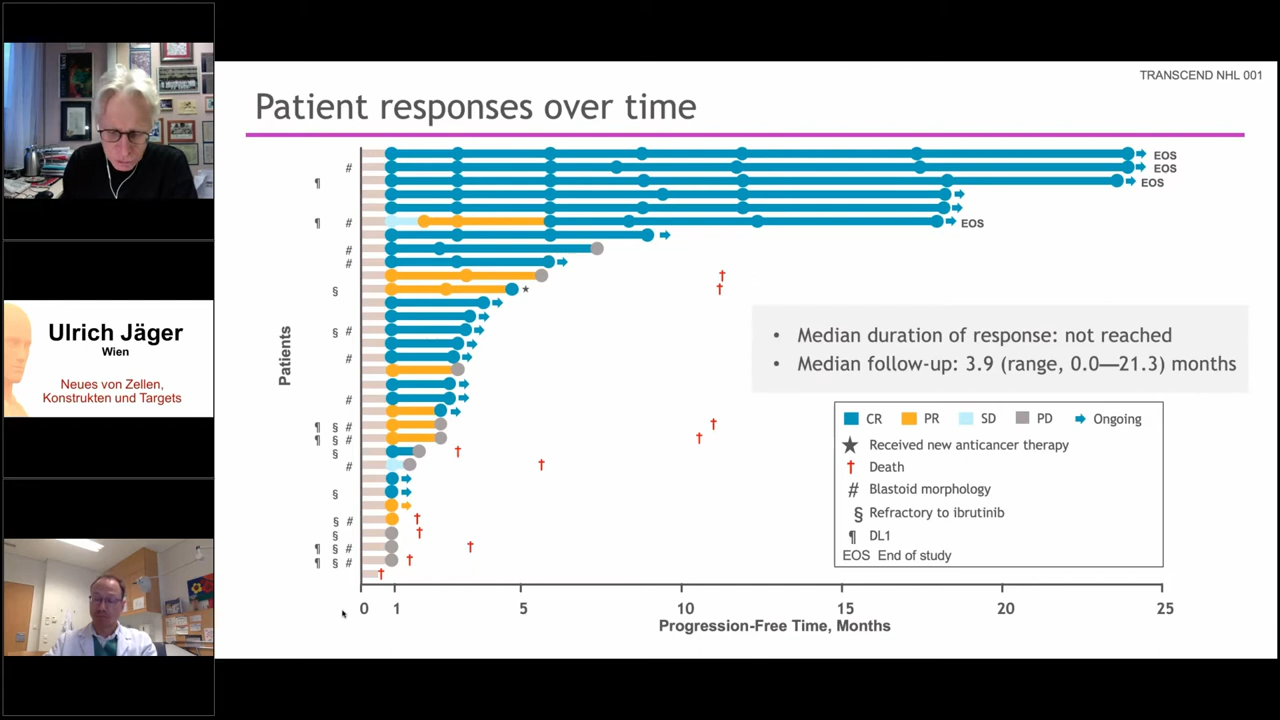 Ulrich Jäger
Wien
Neues von Zellen,
Konstrukten und Targets
TRANSCEND NHL 001
Patient responses over time
EOS
# EOS
¶ EOS
¶ # EOS
#
#
§
§ #
#
#
¶ § #
¶ § #
§
#
§
§ #
§
¶ § #
¶ § #
Patients
• Median duration of response: not reached
• Median follow-up: 3.9 (range, 0.0—21.3) months
CR PR SD PD Ongoing
★ Received new anticancer therapy
† Death
# Blastoid morphology
§ Refractory to ibrutinib
¶ DL1
EOS End of study
0 1 5 10 15 20 25
Progression-Free Time, Months